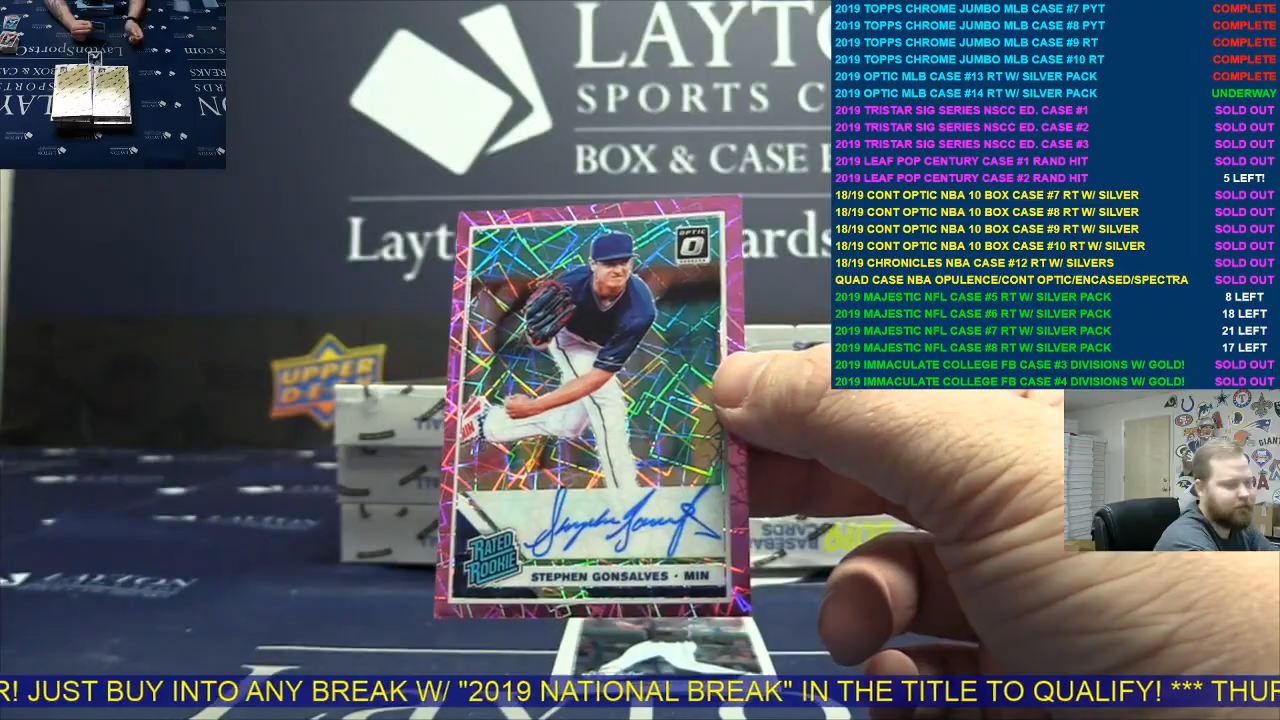 2019 TOPPS CHROME JUMBO MLB CASE #7 PYT COMPLETE
2019 TOPPS CHROME JUMBO MLB CASE #8 PYT COMPLETE
2019 TOPPS CHROME JUMBO MLB CASE #9 RT COMPLETE
2019 TOPPS CHROME JUMBO MLB CASE #10 RT COMPLETE
2019 OPTIC MLB CASE #13 RT W/ SILVER PACK COMPLETE
2019 OPTIC MLB CASE #14 RT W/ SILVER PACK UNDERWAY
2019 TRISTAR SIG SERIES NSCC ED. CASE #1 SOLD OUT
2019 TRISTAR SIG SERIES NSCC ED. CASE #2 SOLD OUT
2019 TRISTAR SIG SERIES NSCC ED. CASE #3 SOLD OUT
2019 LEAF POP CENTURY CASE #1 RAND HIT SOLD OUT
2019 LEAF POP CENTURY CASE #2 RAND HIT 5 LEFT!
18/19 CONT OPTIC NBA 10 BOX CASE #7 RT W/ SILVER SOLD OUT
18/19 CONT OPTIC NBA 10 BOX CASE #8 RT W/ SILVER SOLD OUT
18/19 CONT OPTIC NBA 10 BOX CASE #9 RT W/ SILVER SOLD OUT
18/19 CONT OPTIC NBA 10 BOX CASE #10 RT W/ SILVER SOLD OUT
18/19 CHRONICLES NBA CASE #12 RT W/ SILVERS SOLD OUT
QUAD CASE NBA OPULENCE/CONT OPTIC/ENCASED/SPECTRA SOLD OUT
2019 MAJESTIC NFL CASE #5 RT W/ SILVER PACK 8 LEFT
2019 MAJESTIC NFL CASE #6 RT W/ SILVER PACK 18 LEFT
2019 MAJESTIC NFL CASE #7 RT W/ SILVER PACK 21 LEFT
2019 MAJESTIC NFL CASE #8 RT W/ SILVER PACK 17 LEFT
2019 IMMACULATE COLLEGE FB CASE #3 DIVISIONS W/ GOLD! SOLD OUT
2019 IMMACULATE COLLEGE FB CASE #4 DIVISIONS W/ GOLD! SOLD OUT
LAYTO
SPORTS C
BOX & CASE
Layt ards
UPPER DECK
OPTIC
RATED ROOKIE
STEPHEN GONSALVES • MIN
BASEBALL CARDS 2019
LAYTON
R! JUST BUY INTO ANY BREAK W/ "2019 NATIONAL BREAK" IN THE TITLE TO QUALIFY! *** THUR